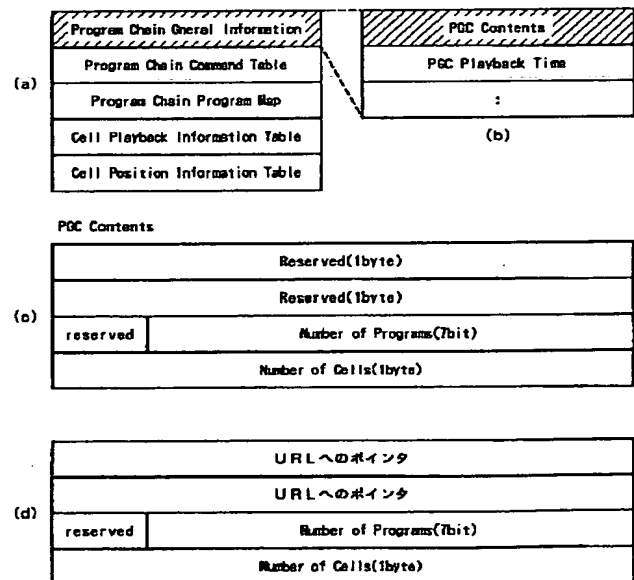 Program Chain Gneral Information
Program Chain Command Table
Program Chain Program Map
Cell Playback Information Table
Cell Position Information Table
(a)
PGC Contents
PGC Playback Time
:
(b)
PGC Contents
Reserved(1byte)
Reserved(1byte)
(c)
reserved
Number of Programs(7bit)
Number of Cells(1byte)
URLへのポインタ
URLへのポインタ
(d)
reserved
Number of Programs(7bit)
Number of Cells(1byte)